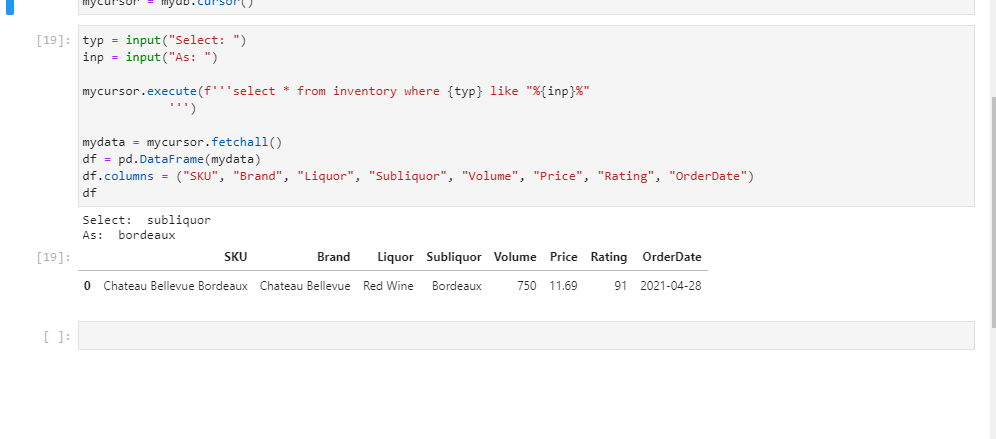 mycursor = mydb.cursor()
[19]: typ = input("Select: ")
inp = input("As: ")
mycursor.execute(f'''select * from inventory where {typ} like "%{inp}%"
''')
mydata = mycursor.fetchall()
df = pd.DataFrame(mydata)
df.columns = ("SKU", "Brand", "Liquor", "Subliquor", "Volume", "Price", "Rating", "OrderDate")
df
Select:  subliquor
As:  bordeaux
[19]: SKU Brand Liquor Subliquor Volume Price Rating OrderDate
0 Chateau Bellevue Bordeaux Chateau Bellevue Red Wine Bordeaux 750 11.69 91 2021-04-28
[ ]: